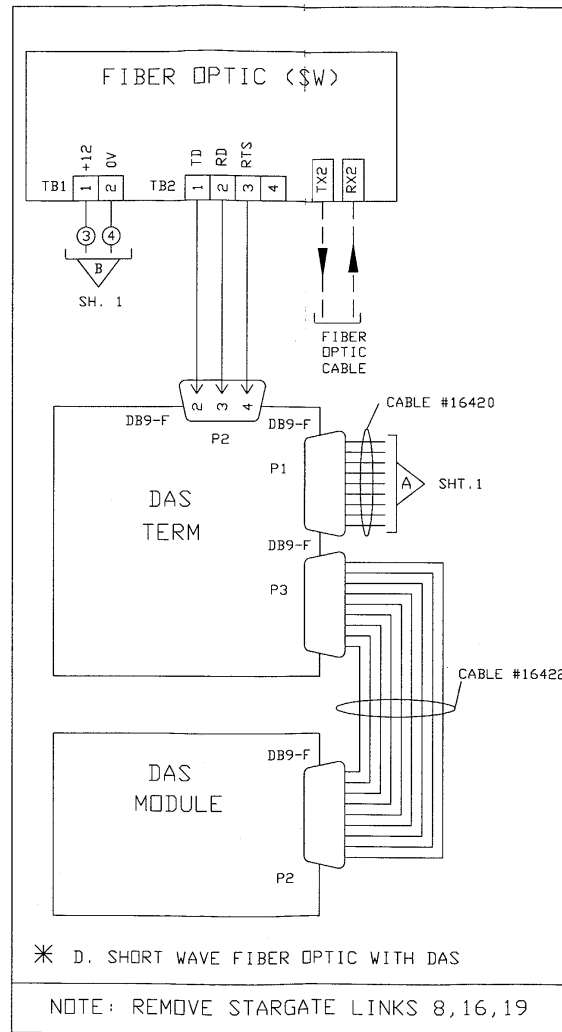 FIBER OPTIC (SW)
+12
0V
TD
RD
RTS
TB1
1
2
TB2
1
2
3
4
TX2
RX2
3
4
B
SH. 1
FIBER
OPTIC
CABLE
DB9-F
2
3
4
P2
DB9-F
CABLE #16420
P1
A
SHT.1
DAS
TERM
DB9-F
P3
CABLE #16422
DB9-F
DAS
MODULE
P2
* D. SHORT WAVE FIBER OPTIC WITH DAS
NOTE: REMOVE STARGATE LINKS 8,16,19